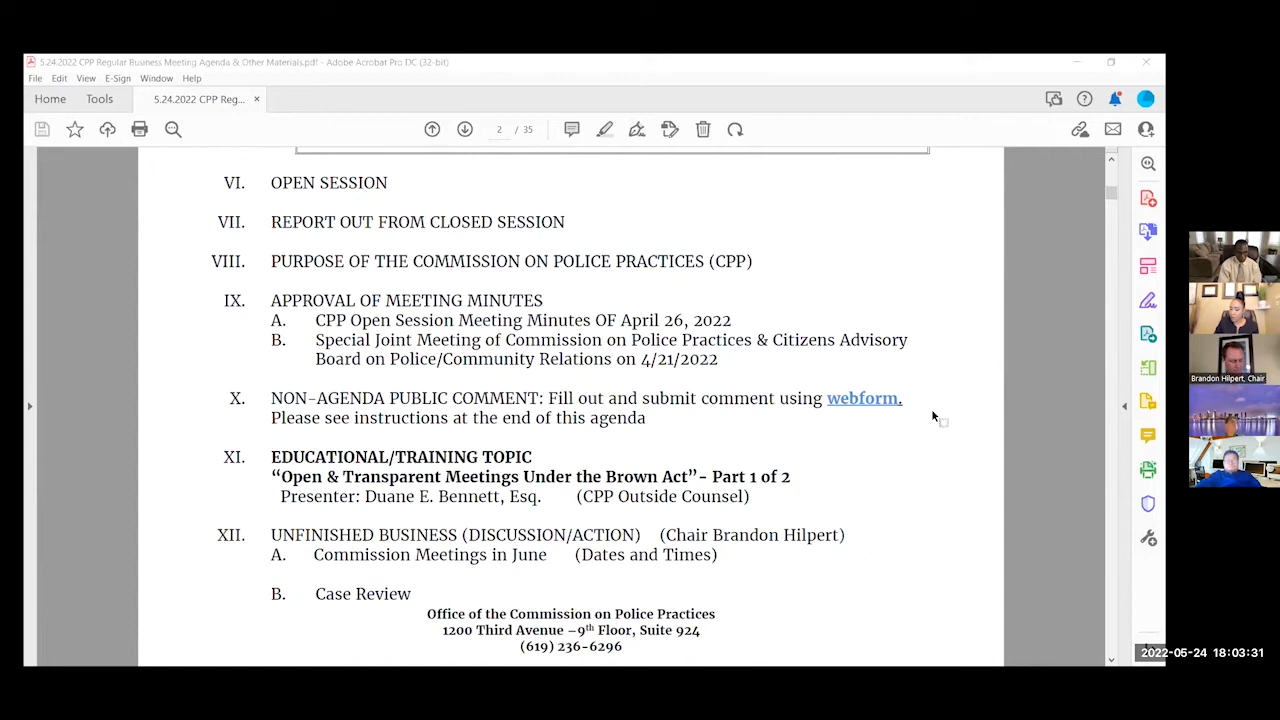 5.24.2022 CPP Regular Business Meeting Agenda & Other Materials.pdf - Adobe Acrobat Pro DC (32-bit)
File Edit View E-Sign Window Help
Home Tools 5.24.2022 CPP Reg... ×
2 / 35
VI. OPEN SESSION
VII. REPORT OUT FROM CLOSED SESSION
VIII. PURPOSE OF THE COMMISSION ON POLICE PRACTICES (CPP)
IX. APPROVAL OF MEETING MINUTES
A. CPP Open Session Meeting Minutes OF April 26, 2022
B. Special Joint Meeting of Commission on Police Practices & Citizens Advisory
Board on Police/Community Relations on 4/21/2022
X. NON-AGENDA PUBLIC COMMENT: Fill out and submit comment using webform.
Please see instructions at the end of this agenda
XI. EDUCATIONAL/TRAINING TOPIC
“Open & Transparent Meetings Under the Brown Act”- Part 1 of 2
Presenter: Duane E. Bennett, Esq. (CPP Outside Counsel)
XII. UNFINISHED BUSINESS (DISCUSSION/ACTION) (Chair Brandon Hilpert)
A. Commission Meetings in June (Dates and Times)
B. Case Review
Office of the Commission on Police Practices
1200 Third Avenue –9th Floor, Suite 924
(619) 236-6296
Brandon Hilpert, Chair
2022-05-24 18:03:31